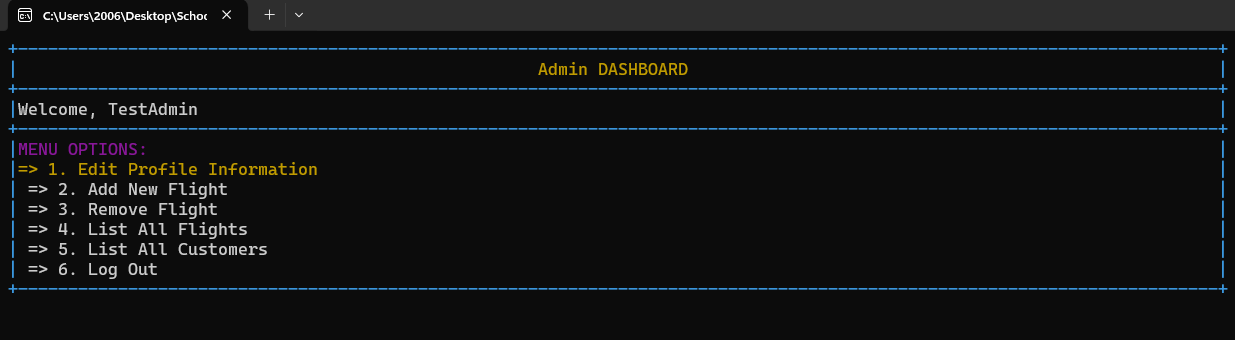 C:\Users\2006\Desktop\Schoc
Admin DASHBOARD
Welcome, TestAdmin
MENU OPTIONS:
=> 1. Edit Profile Information
=> 2. Add New Flight
=> 3. Remove Flight
=> 4. List All Flights
=> 5. List All Customers
=> 6. Log Out